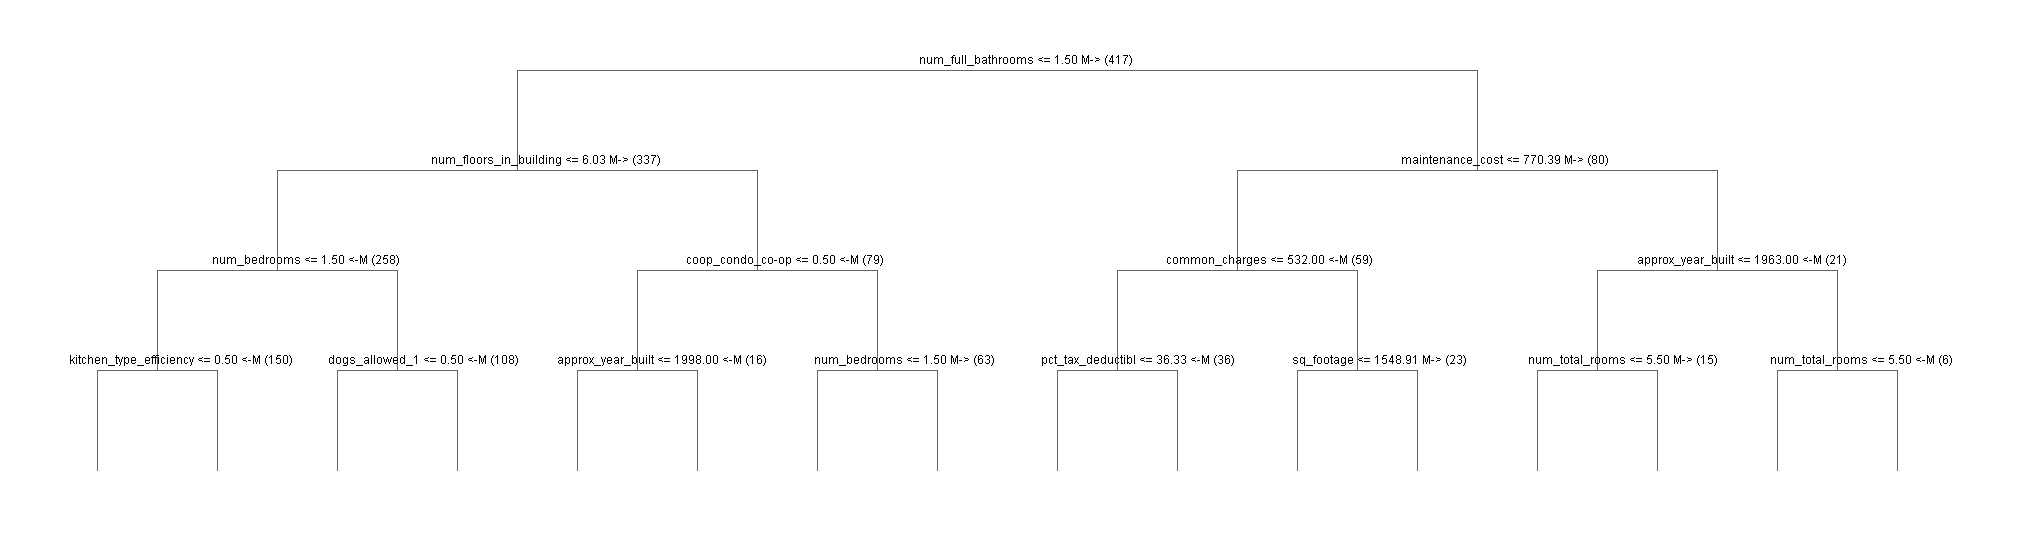 num_full_bathrooms <= 1.50 M-> (417)
num_floors_in_building <= 6.03 M-> (337)
maintenance_cost <= 770.39 M-> (80)
num_bedrooms <= 1.50 <-M (258)
coop_condo_co-op <= 0.50 <-M (79)
common_charges <= 532.00 <-M (59)
approx_year_built <= 1963.00 <-M (21)
kitchen_type_efficiency <= 0.50 <-M (150)
dogs_allowed_1 <= 0.50 <-M (108)
approx_year_built <= 1998.00 <-M (16)
num_bedrooms <= 1.50 M-> (63)
pct_tax_deductibl <= 36.33 <-M (36)
sq_footage <= 1548.91 M-> (23)
num_total_rooms <= 5.50 M-> (15)
num_total_rooms <= 5.50 <-M (6)